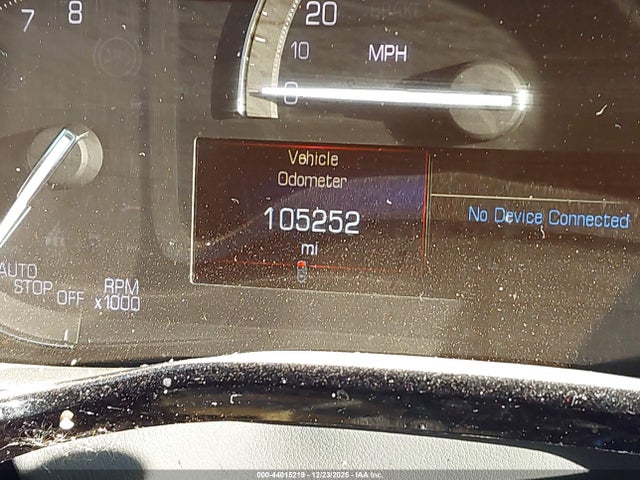 7 8
20
10
MPH
0
Vehicle
Odometer
105252
mi
No Device Connected
AUTO
STOP
OFF
RPM
x1000
000-44015219 - 12/23/2025 - IAA Inc.